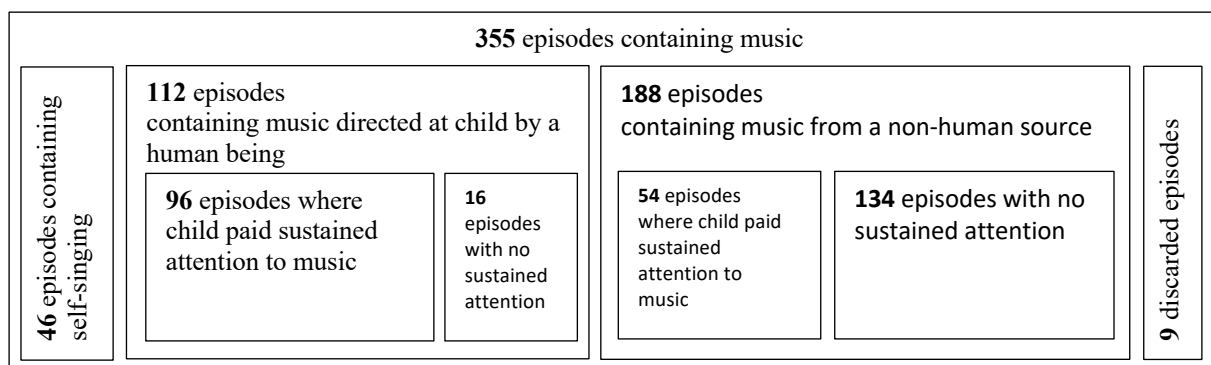 355 episodes containing music
46 episodes containing
self-singing
112 episodes
containing music directed at child by a
human being
96 episodes where
child paid sustained
attention to music
16
episodes
with no
sustained
attention
188 episodes
containing music from a non-human source
54 episodes
where child paid
sustained
attention to
music
134 episodes with no
sustained attention
9 discarded episodes